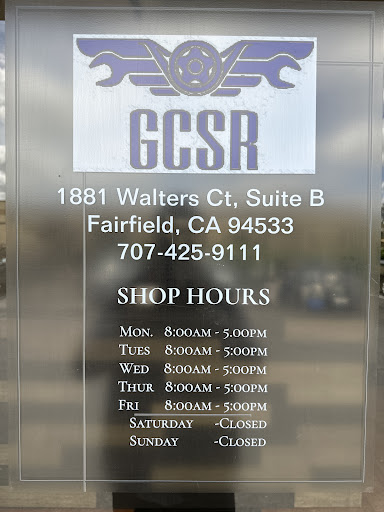 GCSR
1881 Walters Ct, Suite B
Fairfield, CA 94533
707-425-9111
SHOP HOURS
MON. 8:00AM - 5.00PM
TUES 8:00AM - 5:00PM
WED 8:00AM - 5:00PM
THUR 8:00AM - 5:00PM
FRI 8:00AM - 5:00PM
SATURDAY -CLOSED
SUNDAY -CLOSED